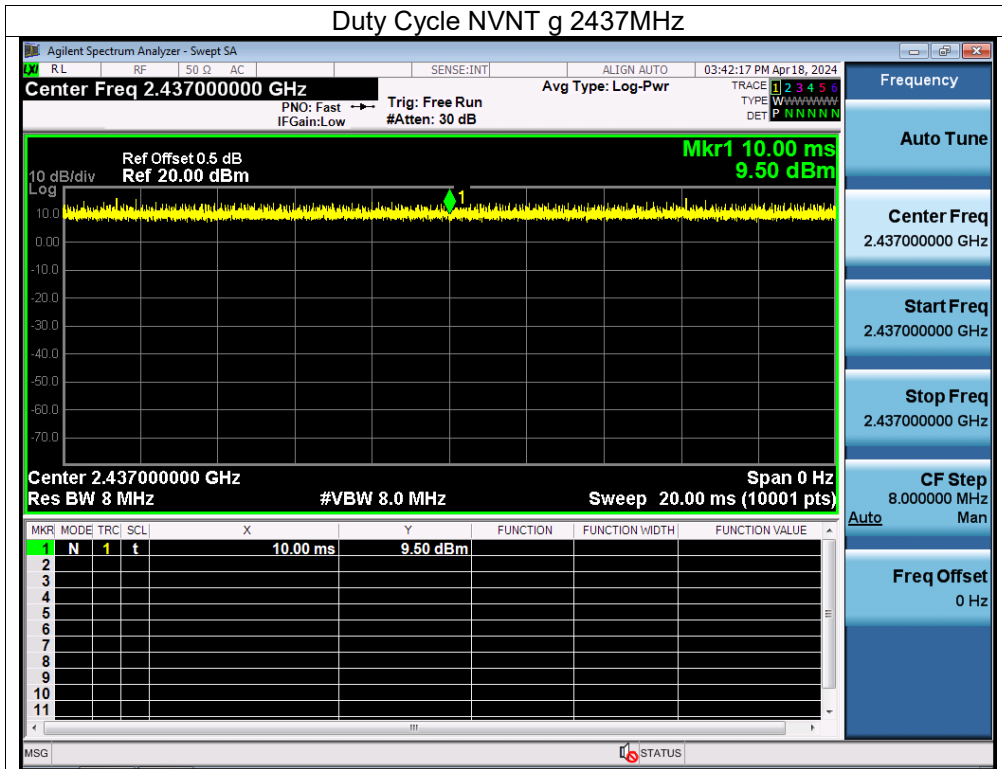 Duty Cycle NVNT g 2437MHz
Agilent Spectrum Analyzer - Swept SA
LXI RL RF 50 Ω AC SENSE:INT ALIGN AUTO 03:42:17 PM Apr 18, 2024
Center Freq 2.437000000 GHz Avg Type: Log-Pwr TRACE 1 2 3 4 5 6
PNO: Fast Trig: Free Run TYPE WWWWWW
IFGain:Low #Atten: 30 dB DET P N N N N N
Frequency
Auto Tune
Center Freq
2.437000000 GHz
Start Freq
2.437000000 GHz
Stop Freq
2.437000000 GHz
CF Step
8.000000 MHz
Auto Man
Freq Offset
0 Hz
Mkr1 10.00 ms
9.50 dBm
Ref Offset 0.5 dB
10 dB/div Ref 20.00 dBm
Log
1
10.0
0.00
-10.0
-20.0
-30.0
-40.0
-50.0
-60.0
-70.0
Center 2.437000000 GHz Span 0 Hz
Res BW 8 MHz #VBW 8.0 MHz Sweep 20.00 ms (10001 pts)
MKR MODE TRC SCL X Y FUNCTION FUNCTION WIDTH FUNCTION VALUE
1 N 1 t 10.00 ms 9.50 dBm
2
3
4
5
6
7
8
9
10
11
MSG STATUS